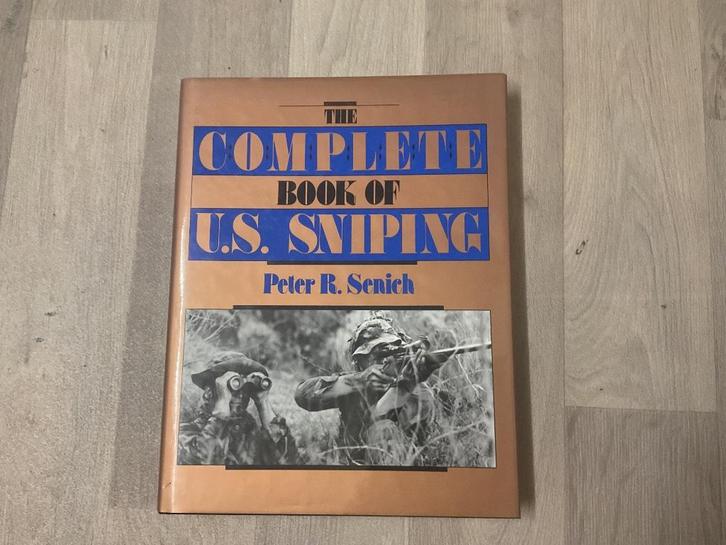 THE
COMPLETE
BOOK OF
U.S. SNIPING
Peter R. Senich